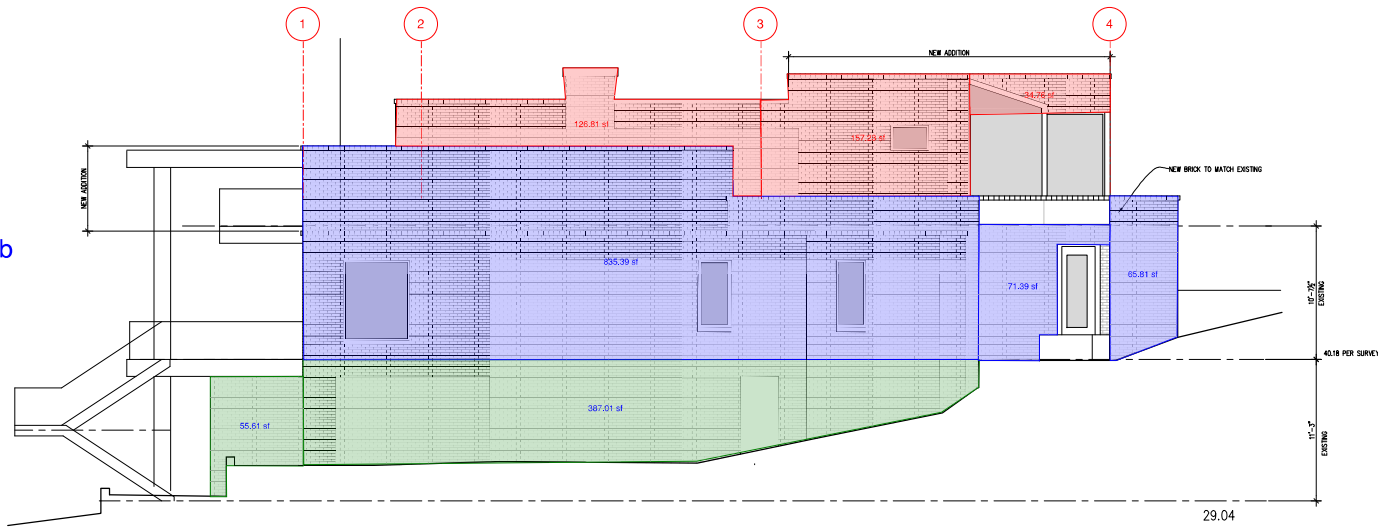 1
2
3
4
NEW ADDITION
34.76 sf
126.81 sf
157.28 sf
NEW BRICK TO MATCH EXISTING
NEW ADDITION
b
835.39 sf
65.81 sf
71.39 sf
10'-7½"
EXISTING
40.18 PER SURVEY
387.01 sf
55.61 sf
11'-3"
EXISTING
29.04